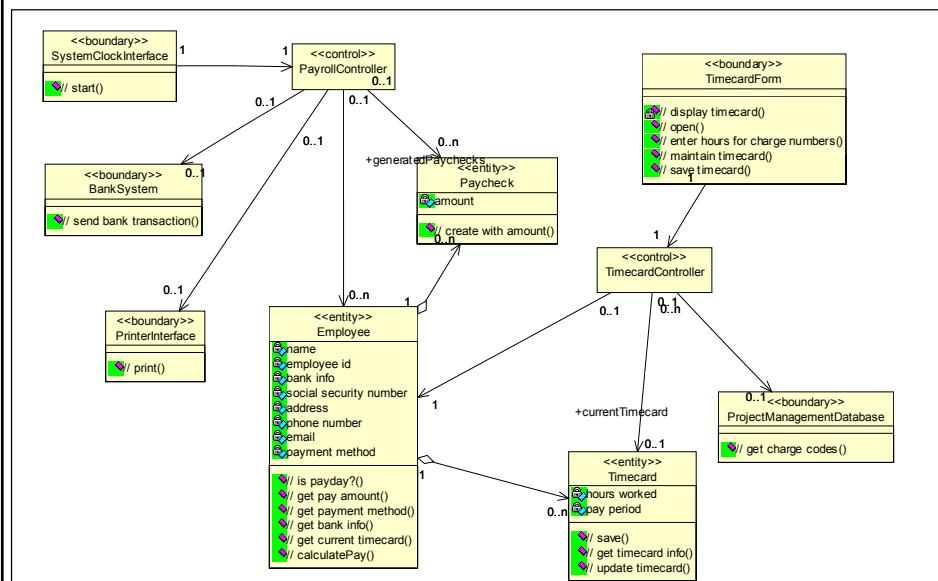 <<boundary>>
SystemClockInterface
// start()
1
1
<<control>>
PayrollController
0..1
0..1
0..1
0..1
<<boundary>>
BankSystem
// send bank transaction()
0..1
0..n
+generatedPaychecks
<<entity>>
Paycheck
amount
// create with amount()
0..n
<<boundary>>
TimecardForm
// display timecard()
// open()
// enter hours for charge numbers()
// maintain timecard()
// save timecard()
1
1
<<control>>
TimecardController
0..1
0..1
0..n
0..1
<<boundary>>
PrinterInterface
// print()
0..n
1
<<entity>>
Employee
name
employee id
bank info
social security number
address
phone number
email
payment method
// is payday?()
// get pay amount()
// get payment method()
// get bank info()
// get current timecard()
// calculatePay()
1
1
+currentTimecard
0..1
0..n
<<entity>>
Timecard
hours worked
pay period
// save()
// get timecard info()
// update timecard()
0..1
<<boundary>>
ProjectManagementDatabase
// get charge codes()